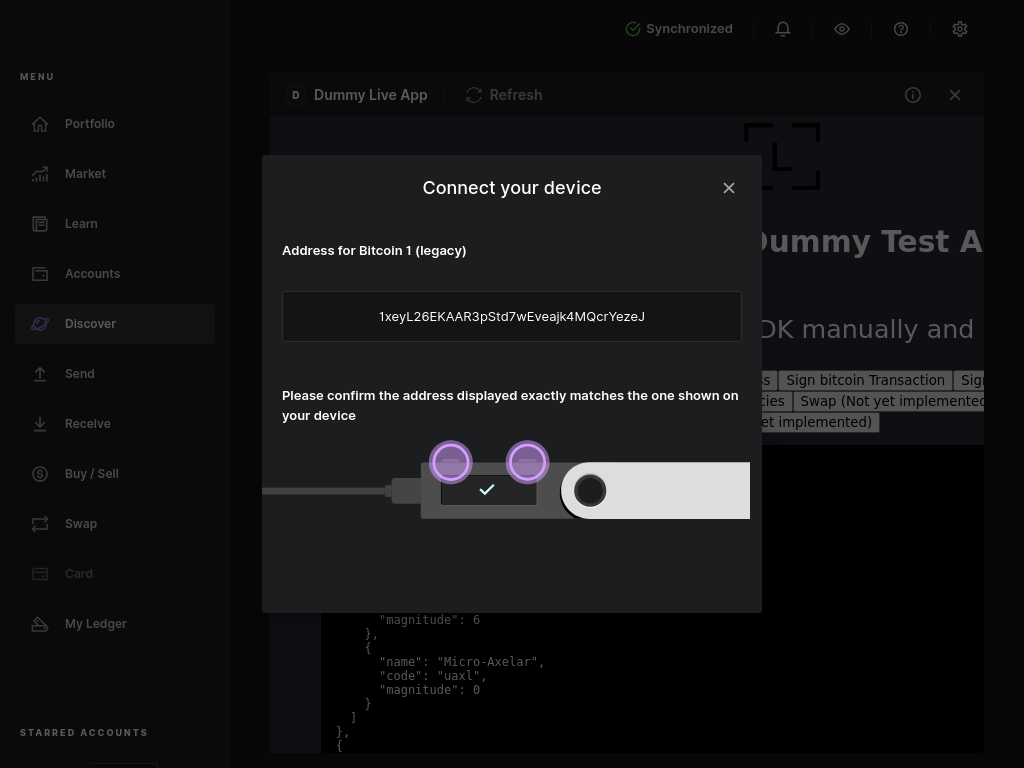 Synchronized
MENU
D Dummy Live App Refresh
Portfolio
Market
Learn
Accounts
Discover
Send
Receive
Buy / Sell
Swap
Card
My Ledger
STARRED ACCOUNTS
Connect your device
Address for Bitcoin 1 (legacy)
1xeyL26EKAAR3pStd7wEveajk4MQcrYezeJ
Please confirm the address displayed exactly matches the one shown on
your device
Dummy Test A
DK manually and
Sign bitcoin Transaction Sig
cies Swap (Not yet implemented
et implemented)
"magnitude": 6
},
{
"name": "Micro-Axelar",
"code": "uaxl",
"magnitude": 0
}
]
},
{